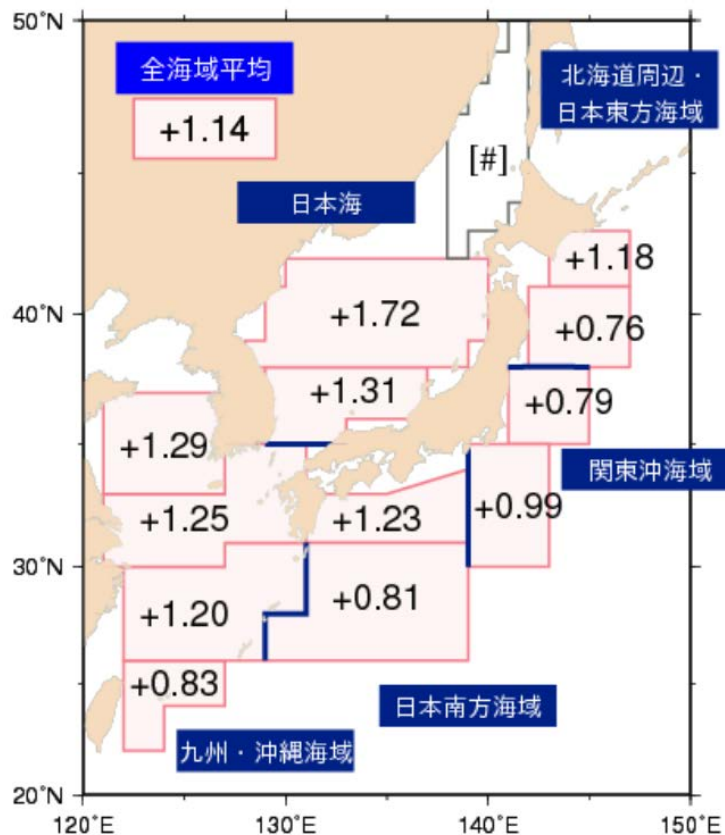 50˚N
全海域平均
+1.14
北海道周辺・
日本東方海域
[#]
日本海
+1.18
40˚N
+1.72
+0.76
+1.31
+0.79
+1.29
関東沖海域
+1.25
+1.23
+0.99
30˚N
+1.20
+0.81
+0.83
日本南方海域
九州・沖縄海域
20˚N
120˚E
130˚E
140˚E
150˚E